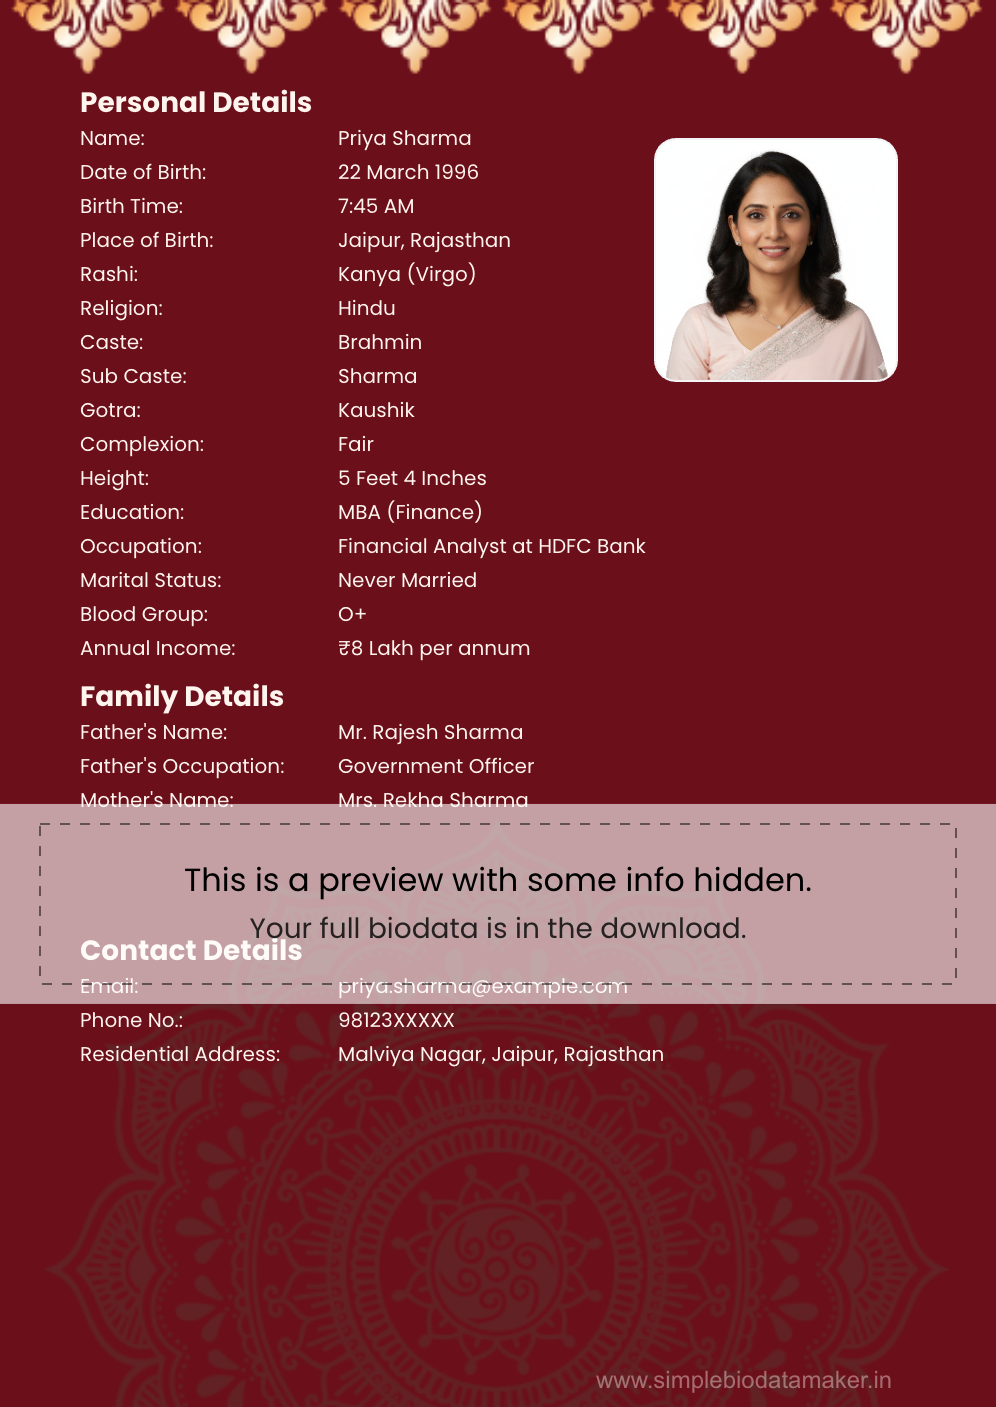 Personal Details
Name: Priya Sharma
Date of Birth: 22 March 1996
Birth Time: 7:45 AM
Place of Birth: Jaipur, Rajasthan
Rashi: Kanya (Virgo)
Religion: Hindu
Caste: Brahmin
Sub Caste: Sharma
Gotra: Kaushik
Complexion: Fair
Height: 5 Feet 4 Inches
Education: MBA (Finance)
Occupation: Financial Analyst at HDFC Bank
Marital Status: Never Married
Blood Group: O+
Annual Income: ₹8 Lakh per annum
Family Details
Father's Name: Mr. Rajesh Sharma
Father's Occupation: Government Officer
Mother's Name: Mrs. Rekha Sharma
This is a preview with some info hidden.
Your full biodata is in the download.
Contact Details
Email: priya.sharma@example.com
Phone No.: 98123XXXXX
Residential Address: Malviya Nagar, Jaipur, Rajasthan
www.simplebiodatamaker.in